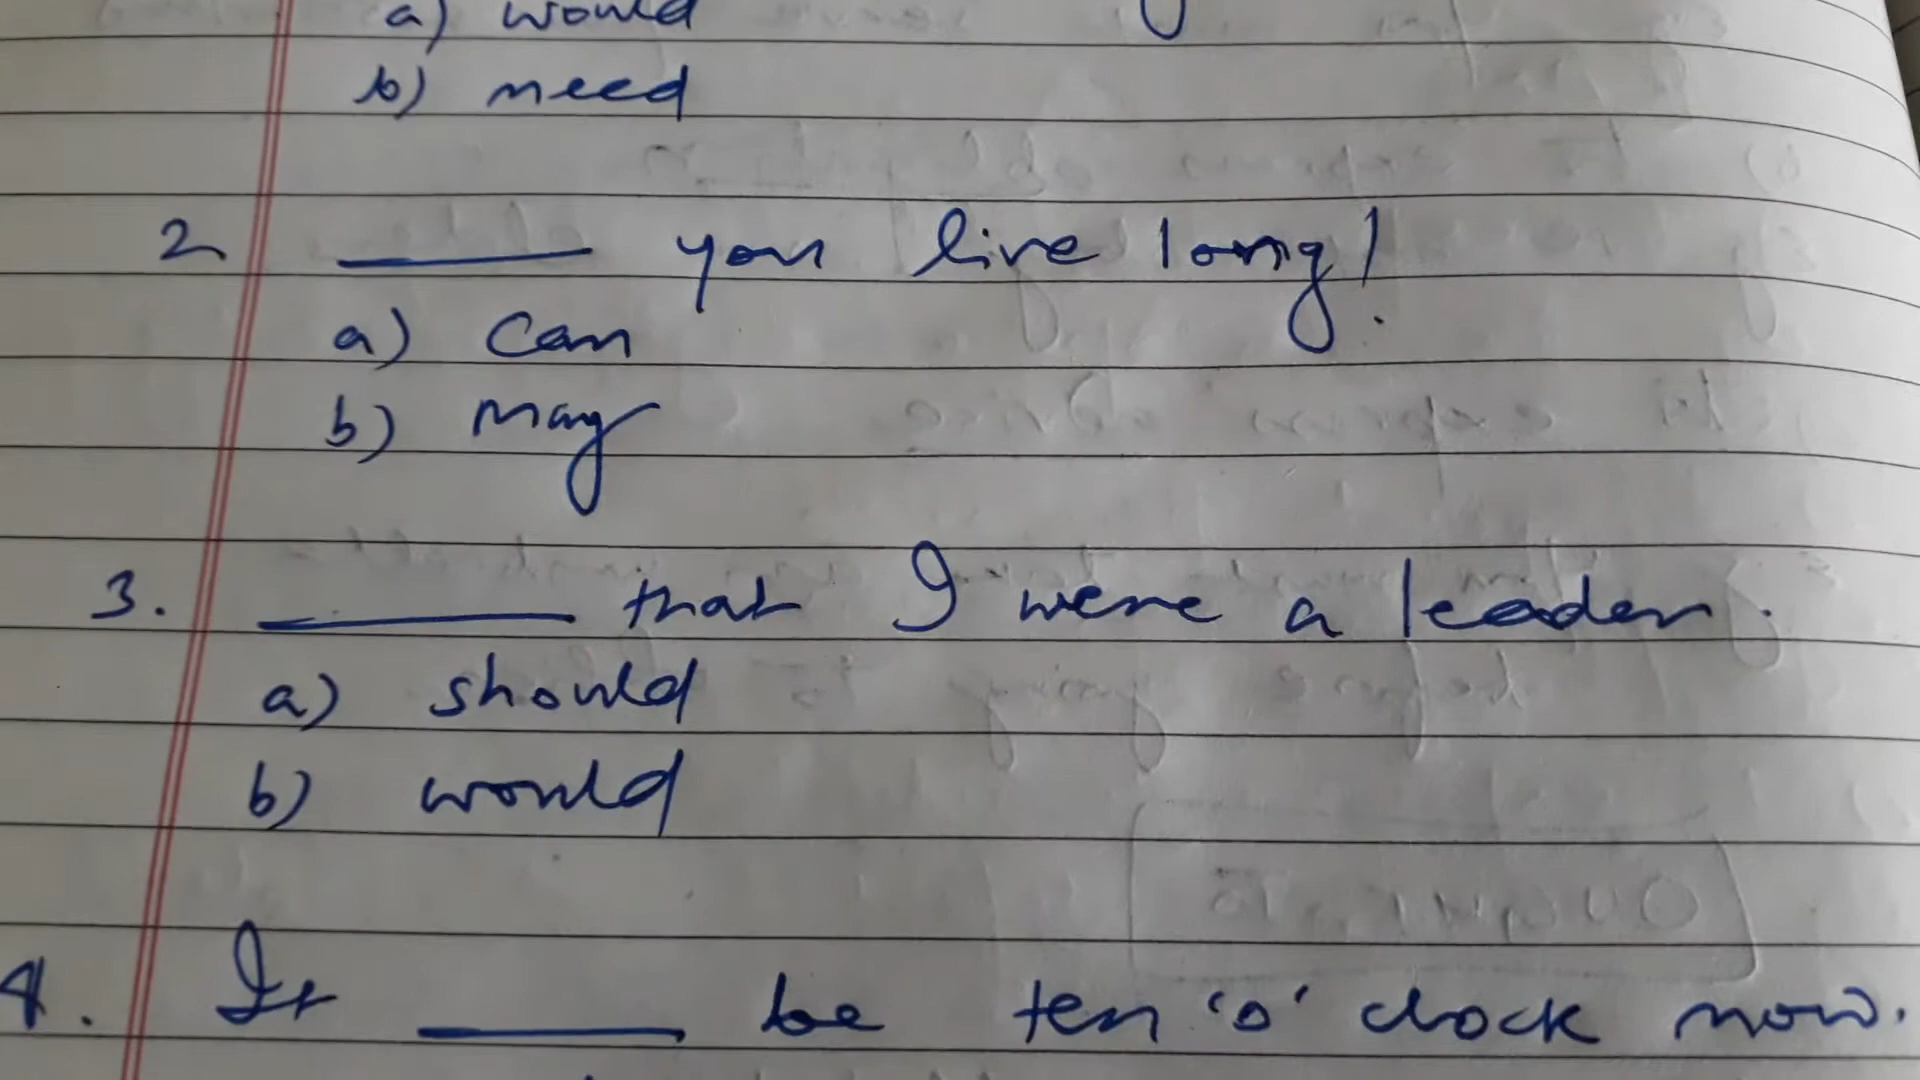 a) would
b) need
2 ____ you live long!
a) can
b) may
3. ____ that I were a leader.
a) should
b) would
4. It ____ be ten 'o' clock now.